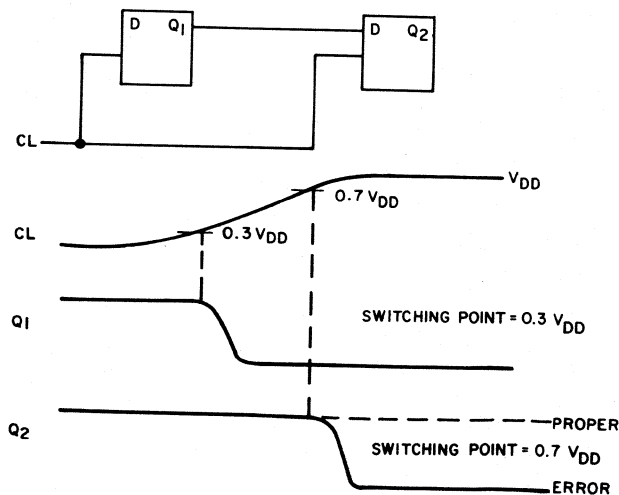 D Q1
D Q2
CL
VDD
0.7 VDD
CL
0.3 VDD
Q1
SWITCHING POINT = 0.3 VDD
Q2
PROPER
SWITCHING POINT = 0.7 VDD
ERROR